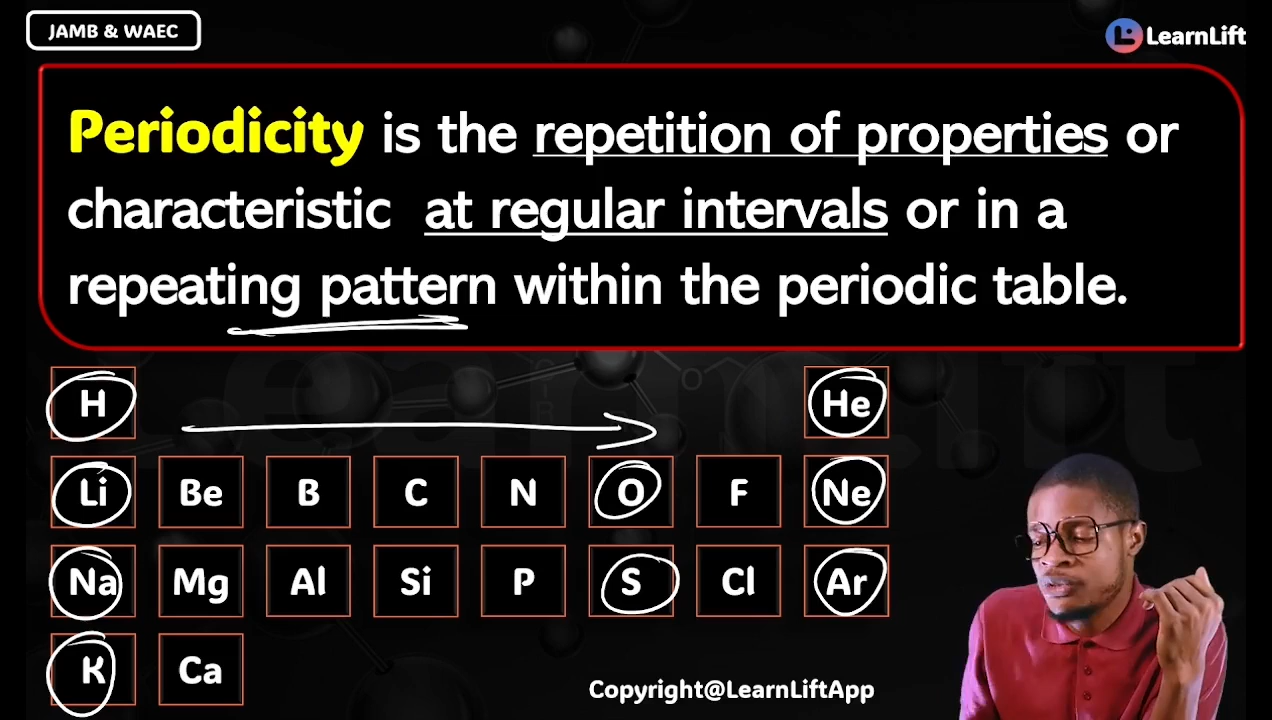 JAMB & WAEC
LearnLift
Periodicity is the repetition of properties or
characteristic at regular intervals or in a
repeating pattern within the periodic table.
H He
Li Be B C N O F Ne
Na Mg Al Si P S Cl Ar
K Ca
Copyright@LearnLiftApp